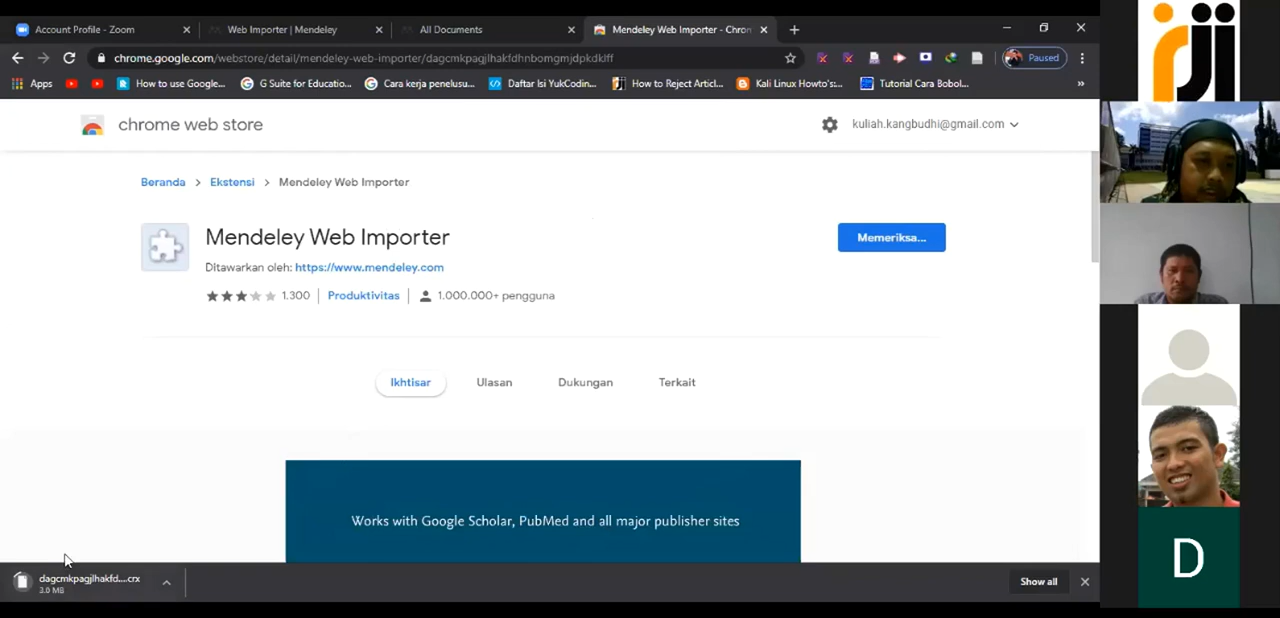 Account Profile - Zoom
Web Importer | Mendeley
All Documents
Mendeley Web Importer - Chron
chrome.google.com/webstore/detail/mendeley-web-importer/dagcmkpagjlhakfdhnbomgmjdpkdklff
Paused
Apps
How to use Google...
G Suite for Educatio...
Cara kerja penelusu...
Daftar Isi YukCodin...
How to Reject Articl...
Kali Linux Howto's:...
Tutorial Cara Bobol...
»
chrome web store
kuliah.kangbudhi@gmail.com
Beranda > Ekstensi > Mendeley Web Importer
Mendeley Web Importer
Memeriksa...
Ditawarkan oleh: https://www.mendeley.com
1.300 | Produktivitas | 1.000.000+ pengguna
Ikhtisar
Ulasan
Dukungan
Terkait
Works with Google Scholar, PubMed and all major publisher sites
dagcmkpagjlhakfd....crx
3.0 MB
Show all
rji
D